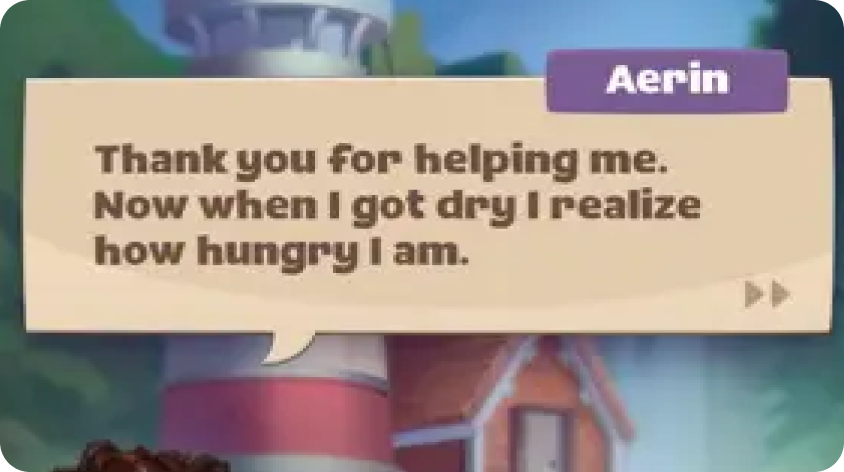 Aerin
Thank you for helping me.
Now when I got dry I realize
how hungry I am.